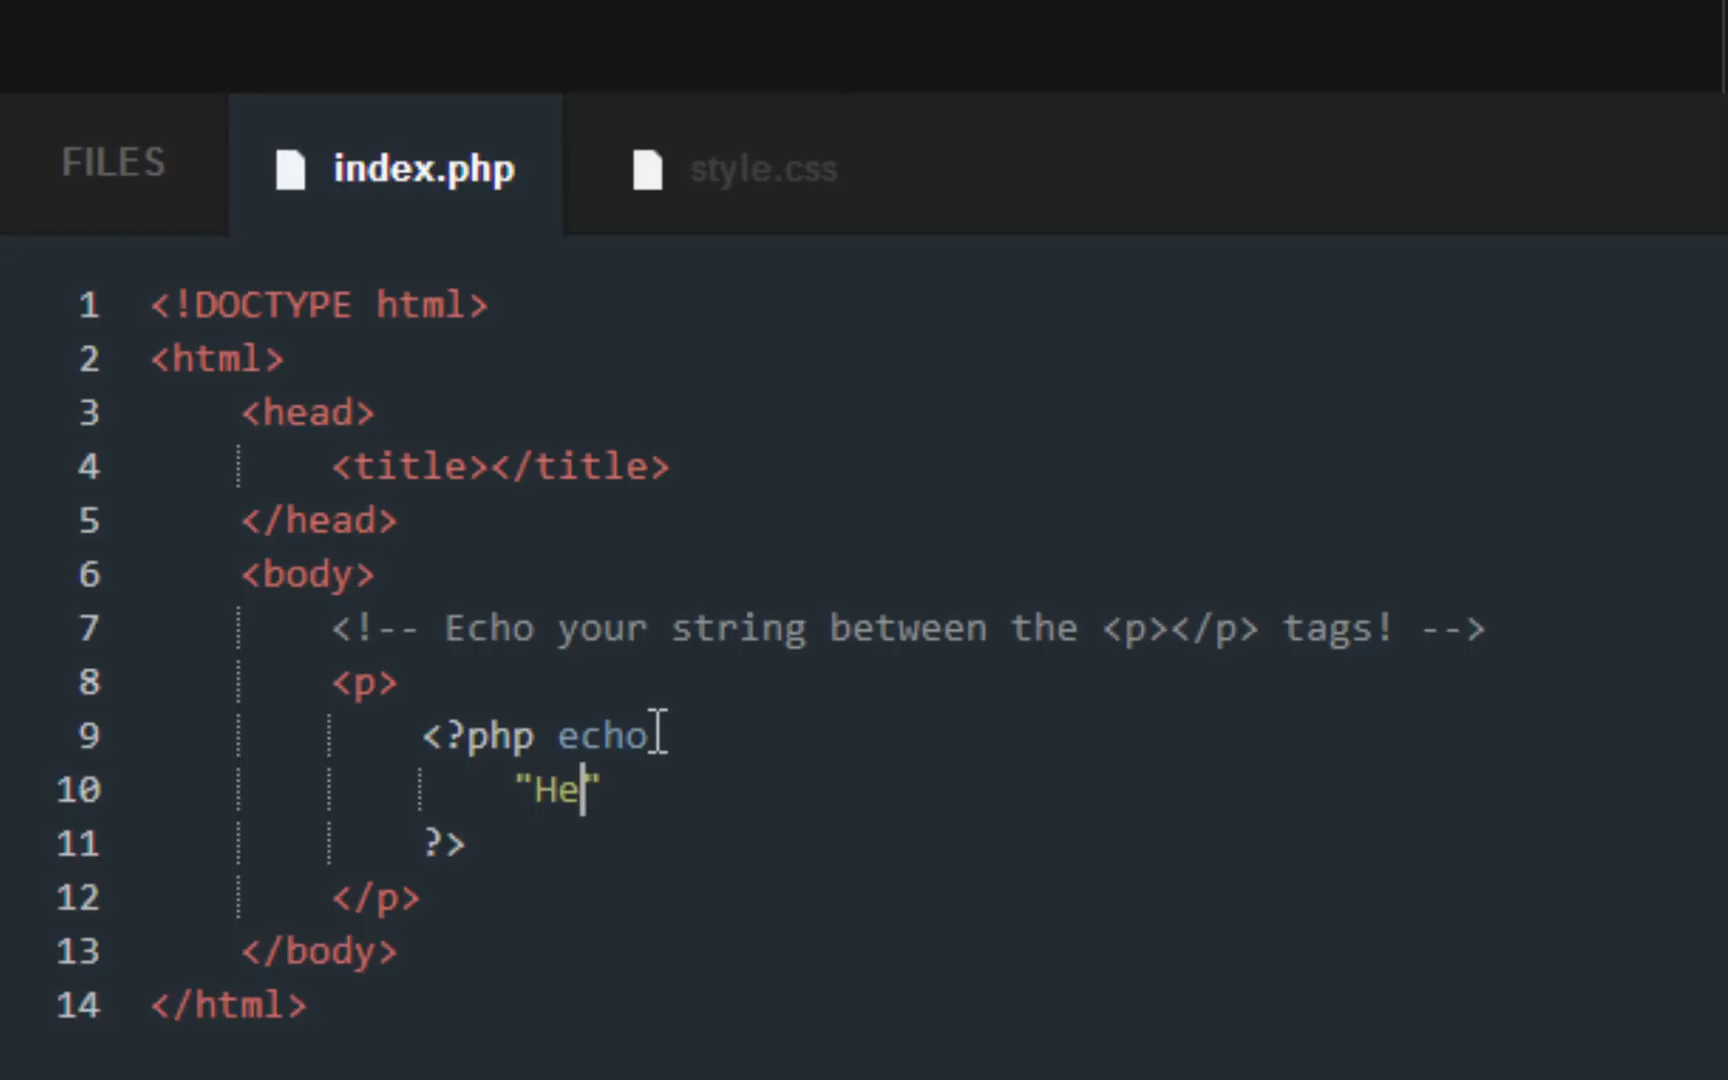 FILES index.php style.css
1 <!DOCTYPE html>
2 <html>
3 <head>
4 <title></title>
5 </head>
6 <body>
7 <!-- Echo your string between the <p></p> tags! -->
8 <p>
9 <?php echo
10 "He"
11 ?>
12 </p>
13 </body>
14 </html>